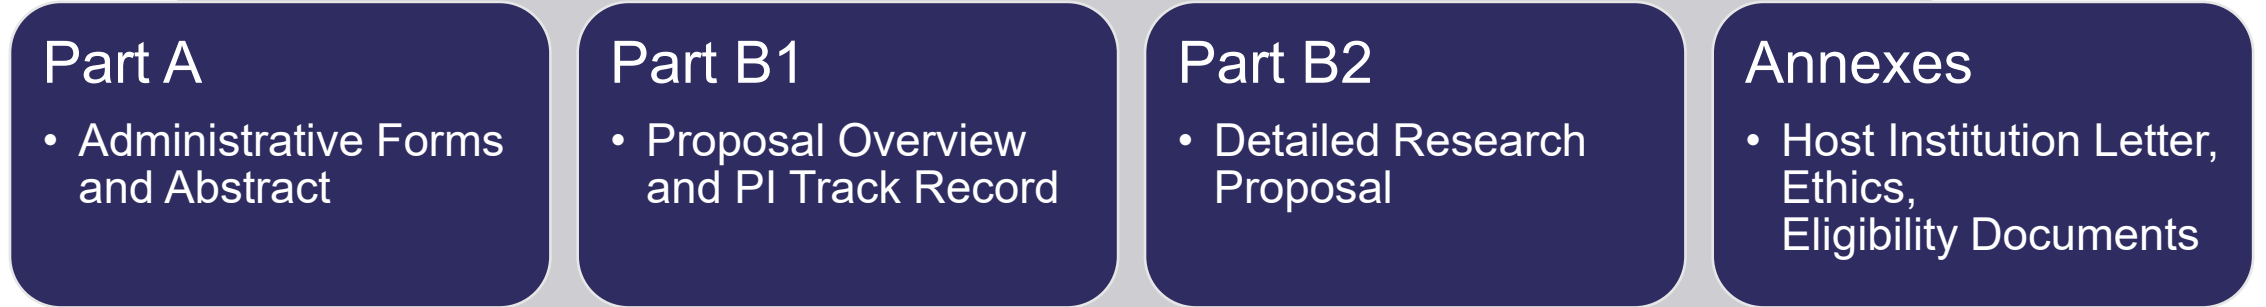 Part A
• Administrative Forms
and Abstract
Part B1
• Proposal Overview
and PI Track Record
Part B2
• Detailed Research
Proposal
Annexes
• Host Institution Letter,
Ethics,
Eligibility Documents